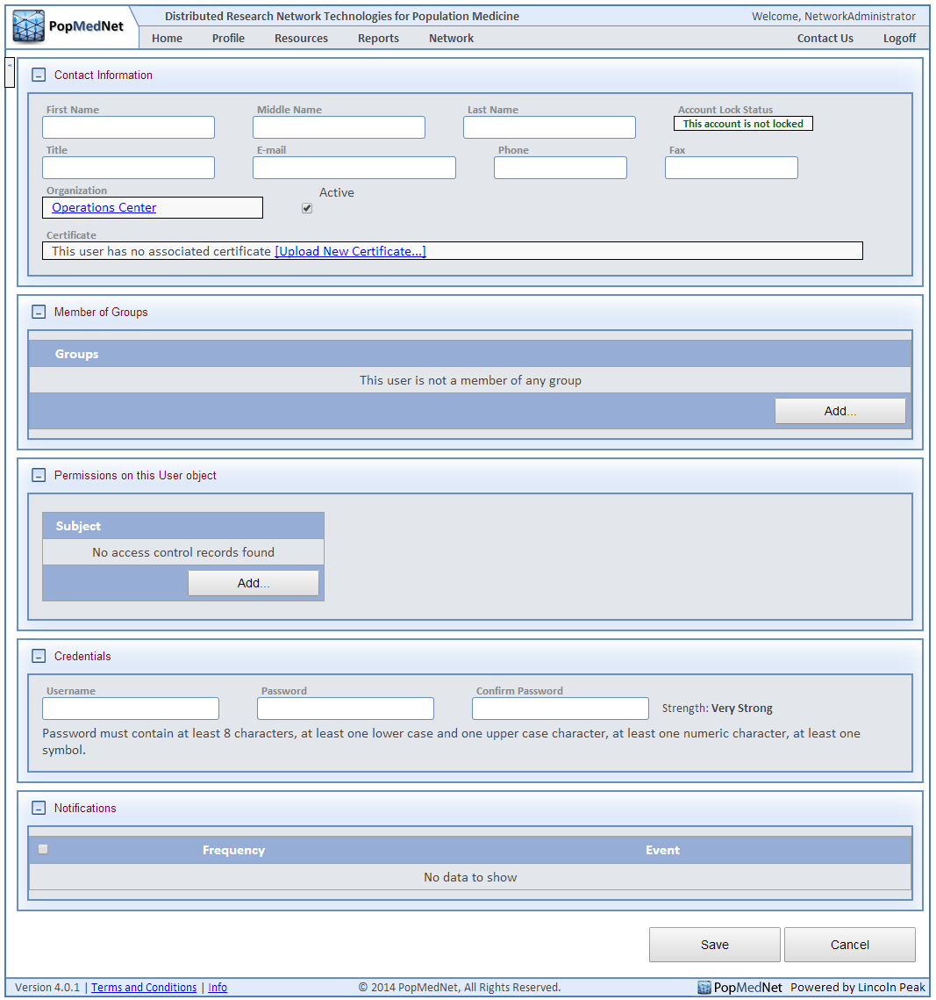 PopMedNet
Distributed Research Network Technologies for Population Medicine
Welcome, NetworkAdministrator
Home Profile Resources Reports Network Contact Us Logoff
Contact Information
First Name Middle Name Last Name Account Lock Status
This account is not locked
Title E-mail Phone Fax
Organization Active
Operations Center
Certificate
This user has no associated certificate [Upload New Certificate...]
Member of Groups
Groups
This user is not a member of any group
Add...
Permissions on this User object
Subject
No access control records found
Add...
Credentials
Username Password Confirm Password
Strength: Very Strong
Password must contain at least 8 characters, at least one lower case and one upper case character, at least one numeric character, at least one
symbol.
Notifications
Frequency Event
No data to show
Save Cancel
Version 4.0.1 | Terms and Conditions | Info © 2014 PopMedNet, All Rights Reserved. PopMedNet Powered by Lincoln Peak